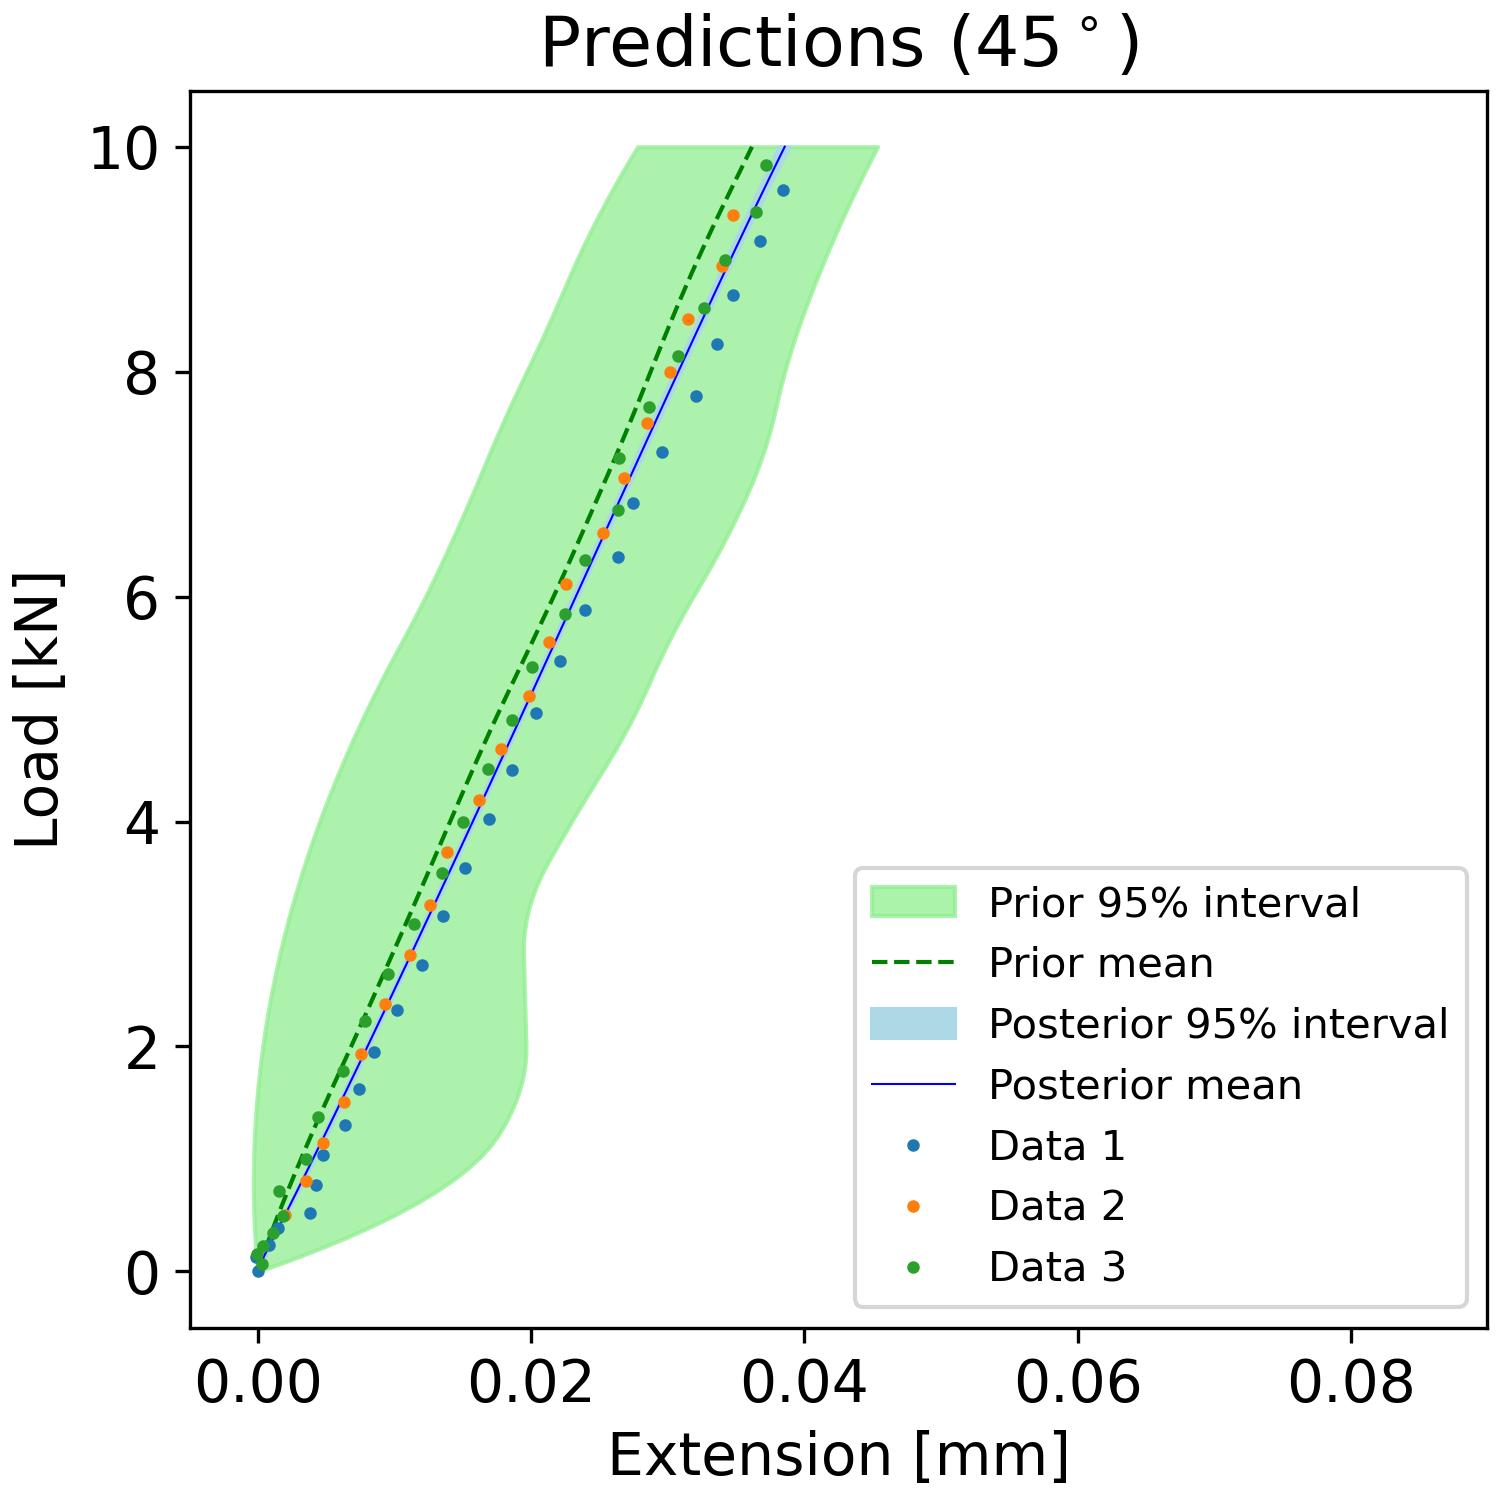 Predictions (45°)
10
8
6
4
2
0
Load [kN]
Prior 95% interval
Prior mean
Posterior 95% interval
Posterior mean
Data 1
Data 2
Data 3
0.00 0.02 0.04 0.06 0.08
Extension [mm]